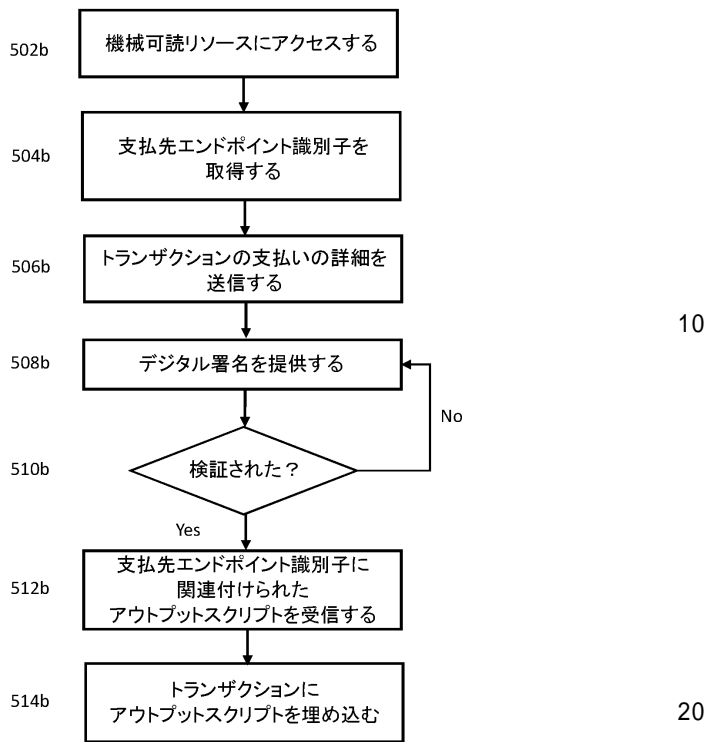 502b
機械可読リソースにアクセスする
504b
支払先エンドポイント識別子を
取得する
506b
トランザクションの支払いの詳細を
送信する
10
508b
デジタル署名を提供する
No
510b
検証された？
Yes
512b
支払先エンドポイント識別子に
関連付けられた
アウトプットスクリプトを受信する
514b
トランザクションに
アウトプットスクリプトを埋め込む
20